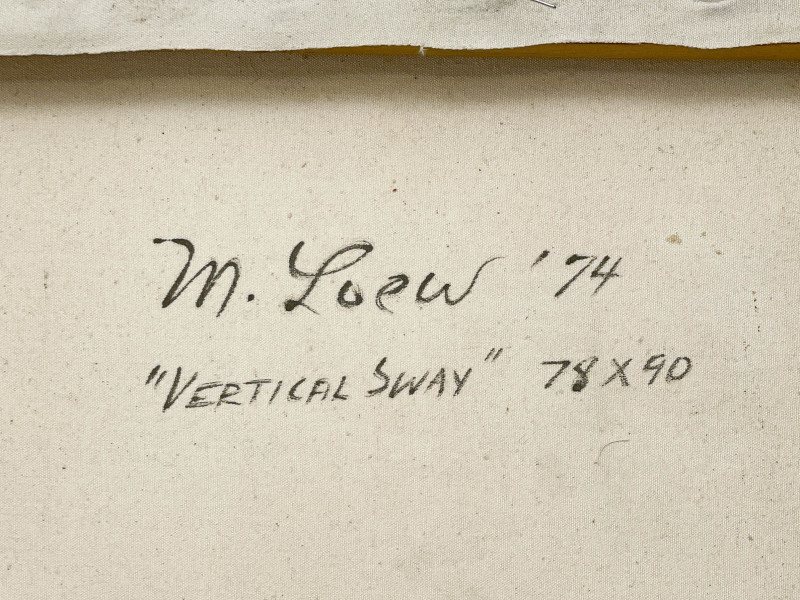 M. Loew '74
"VERTICAL SWAY" 78 X 90